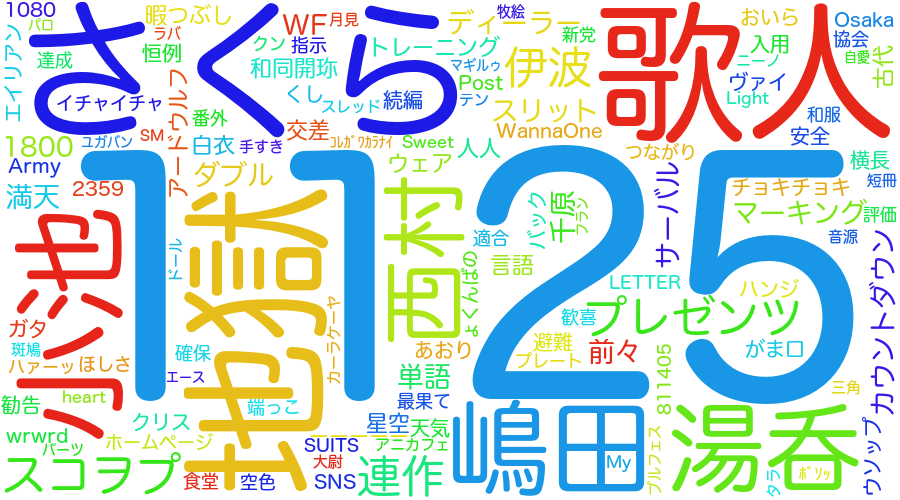 1125
さくら
歌人
地獄
小池
西村
嶋田
湯呑
プレゼンツ
スコヲプ
連作
伊波
1080
パロ
ラバ
月見
WF
暇つぶし
牧絵
ディーラー
新党
おいら
Osaka
協会
自愛
古代
エイリアン
達成
恒例
クン
指示
トレーニング
マギルゥ
Post
テン
入用
ニーノ
ヴァイ
Light
和同開珎
イチャイチャ
くし
スレッド
続編
スリット
和服
安全
ユガバン
SM
アードウルフ
番外
交差
WannaOne
1800
Army
白衣
手すき
コレガワカラナイ
Sweet
人人
つながり
横長
短冊
満天
2359
ダブル
ウェア
バック
千原
フラン
サーバル
チョキチョキ
マーキング
評価
音源
ドール
適合
言語
よくんぱの
LETTER
ハンジ
カウントダウン
ガタ
斑鳩
ハァーッ
ほしさ
確保
カーラケーヤ
あおり
歓喜
避難
プレート
前々
がま口
エース
単語
最果て
811405
三角
勧告
heart
クリス
端っこ
星空
天気
アニカフェ
wrwrd
パーツ
ホームページ
SUITS
大尉
SNS
食堂
空色
My
ブルフェス
ボソッ
タラ
ウソップ